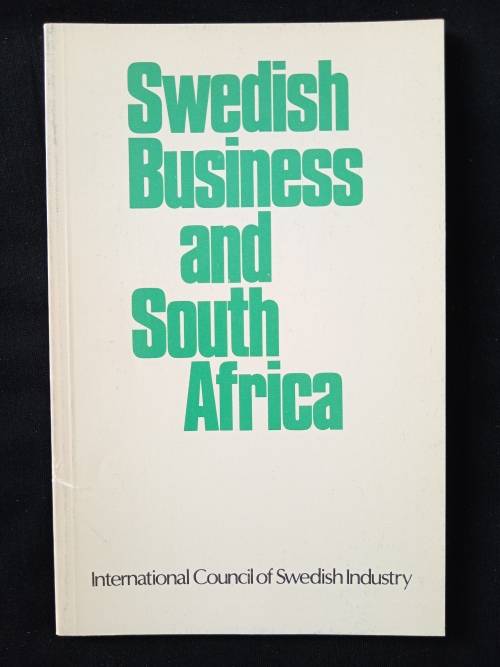 Swedish
Business
and
South
Africa
International Council of Swedish Industry